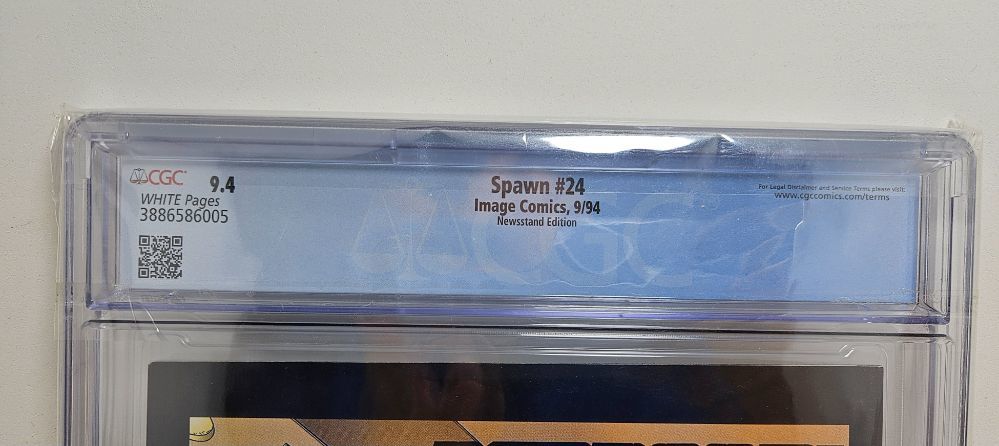 CGC 9.4
WHITE Pages
3886586005
Spawn #24
Image Comics, 9/94
Newsstand Edition
For Legal Disclaimer and Service Terms please visit:
www.cgccomics.com/terms
CGC